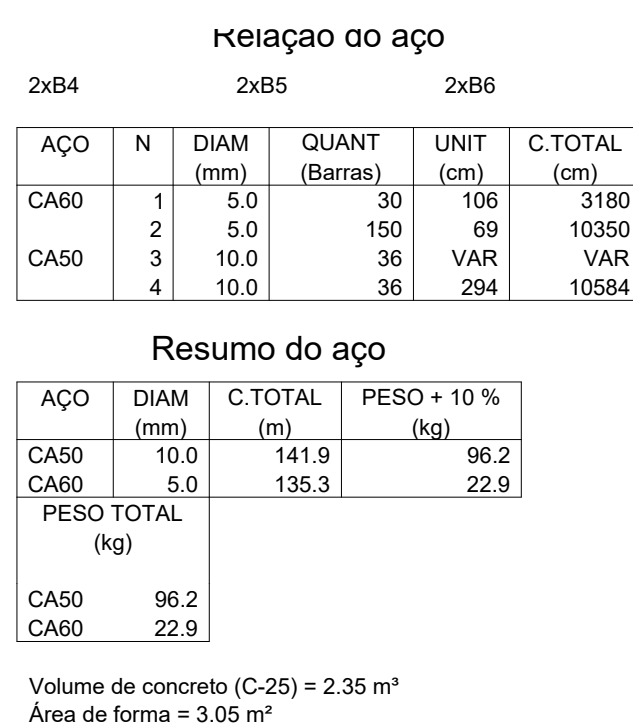 Relação do aço
2xB4 2xB5 2xB6
AÇO N DIAM QUANT UNIT C.TOTAL
(mm) (Barras) (cm) (cm)
CA60 1 5.0 30 106 3180
2 5.0 150 69 10350
CA50 3 10.0 36 VAR VAR
4 10.0 36 294 10584
Resumo do aço
AÇO DIAM C.TOTAL PESO + 10 %
(mm) (m) (kg)
CA50 10.0 141.9 96.2
CA60 5.0 135.3 22.9
PESO TOTAL
(kg)
CA50 96.2
CA60 22.9
Volume de concreto (C-25) = 2.35 m³
Área de forma = 3.05 m²